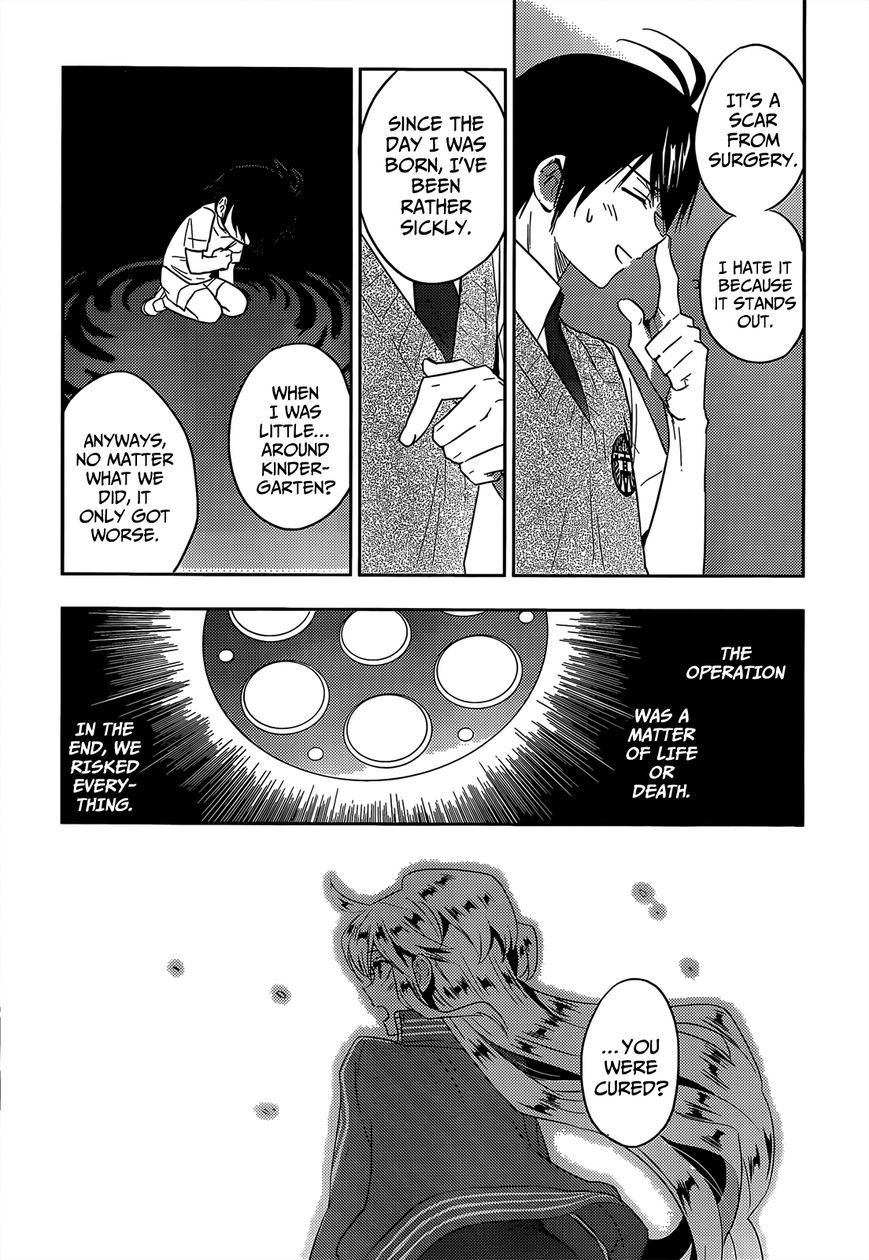 IT'S A
SCAR
FROM
SURGERY.
I HATE IT
BECAUSE
IT STANDS
OUT.
SINCE THE
DAY I WAS
BORN, I'VE
BEEN
RATHER
SICKLY.
WHEN
I WAS
LITTLE...
AROUND
KINDER-
GARTEN?
ANYWAYS,
NO MATTER
WHAT WE
DID, IT
ONLY GOT
WORSE.
THE
OPERATION
WAS A
MATTER
OF LIFE
OR
DEATH.
IN THE
END, WE
RISKED
EVERY-
THING.
...YOU
WERE
CURED?